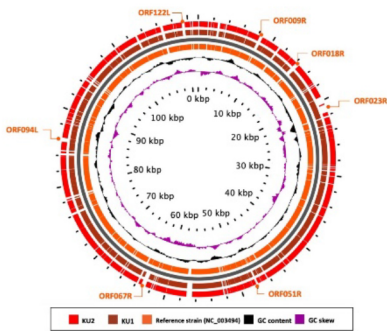 ORF122L
ORF009R
ORF018R
ORF023R
ORF094L
0 kbp
10 kbp
20 kbp
30 kbp
40 kbp
50 kbp
60 kbp
70 kbp
80 kbp
90 kbp
100 kbp
ORF067R
ORF051R
KU2 KU1 Reference strain (NC_003494) GC content GC skew